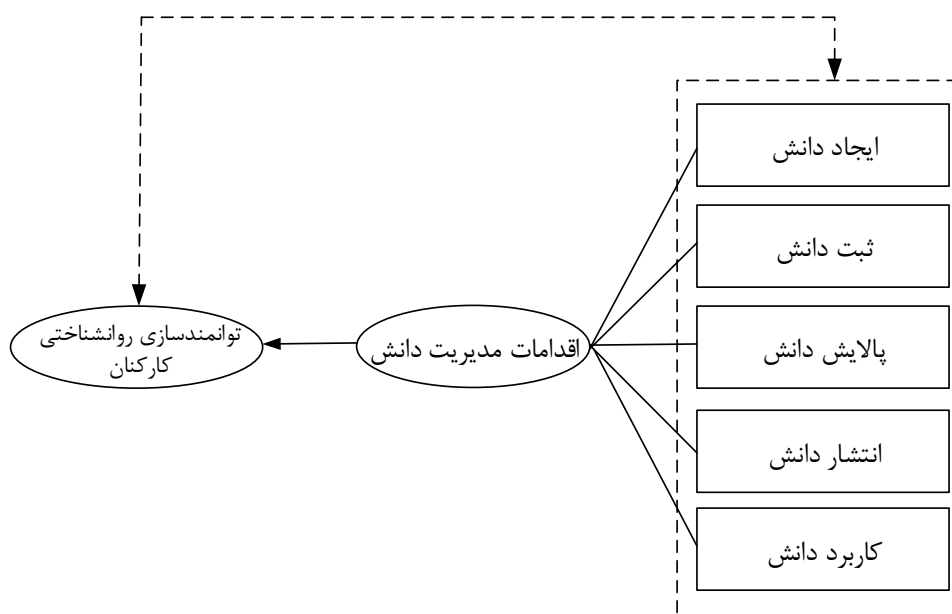 ایجاد دانش
ثبت دانش
پالایش دانش
انتشار دانش
کاربرد دانش
اقدامات مدیریت دانش
توانمندسازی روانشناختی
کارکنان